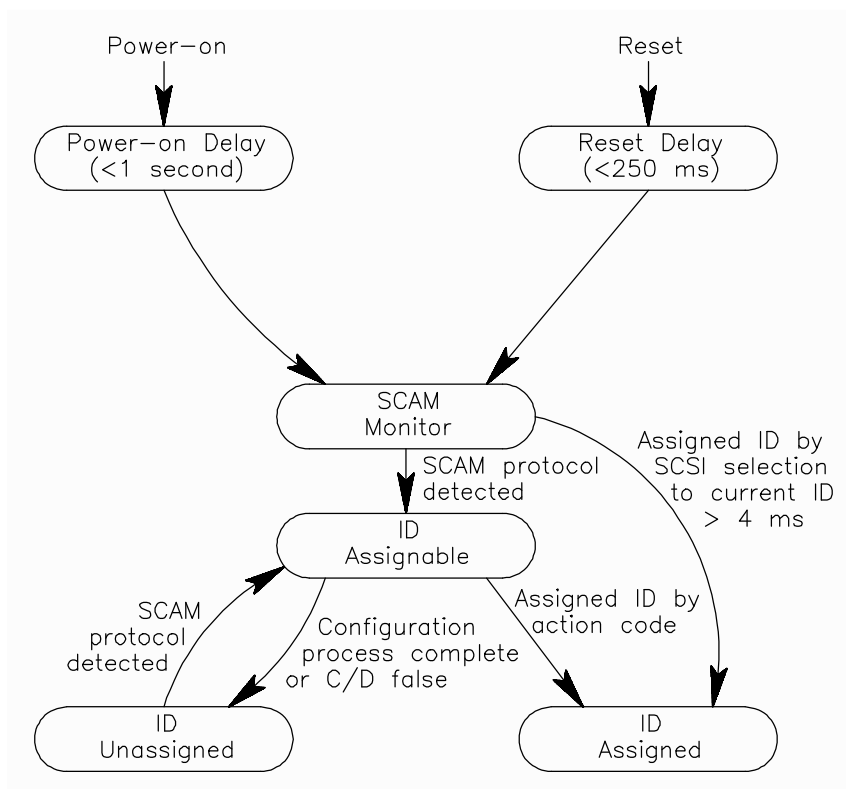 Power-on
Reset
Power-on Delay
(<1 second)
Reset Delay
(<250 ms)
SCAM
Monitor
Assigned ID by
SCSI selection
to current ID
> 4 ms
SCAM protocol
detected
ID
Assignable
SCAM
protocol
detected
Configuration
process complete
or C/D false
Assigned ID by
action code
ID
Unassigned
ID
Assigned